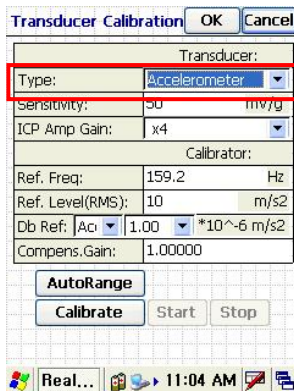 Transducer Calibration OK Cancel
Transducer:
Type: Accelerometer
Sensitivity: 50 mV/g
ICP Amp Gain: x4
Calibrator:
Ref. Freq: 159.2 Hz
Ref. Level(RMS): 10 m/s2
Db Ref: Ac 1.00 *10^-6 m/s2
Compens.Gain: 1.00000
AutoRange
Calibrate Start Stop
Real... 11:04 AM